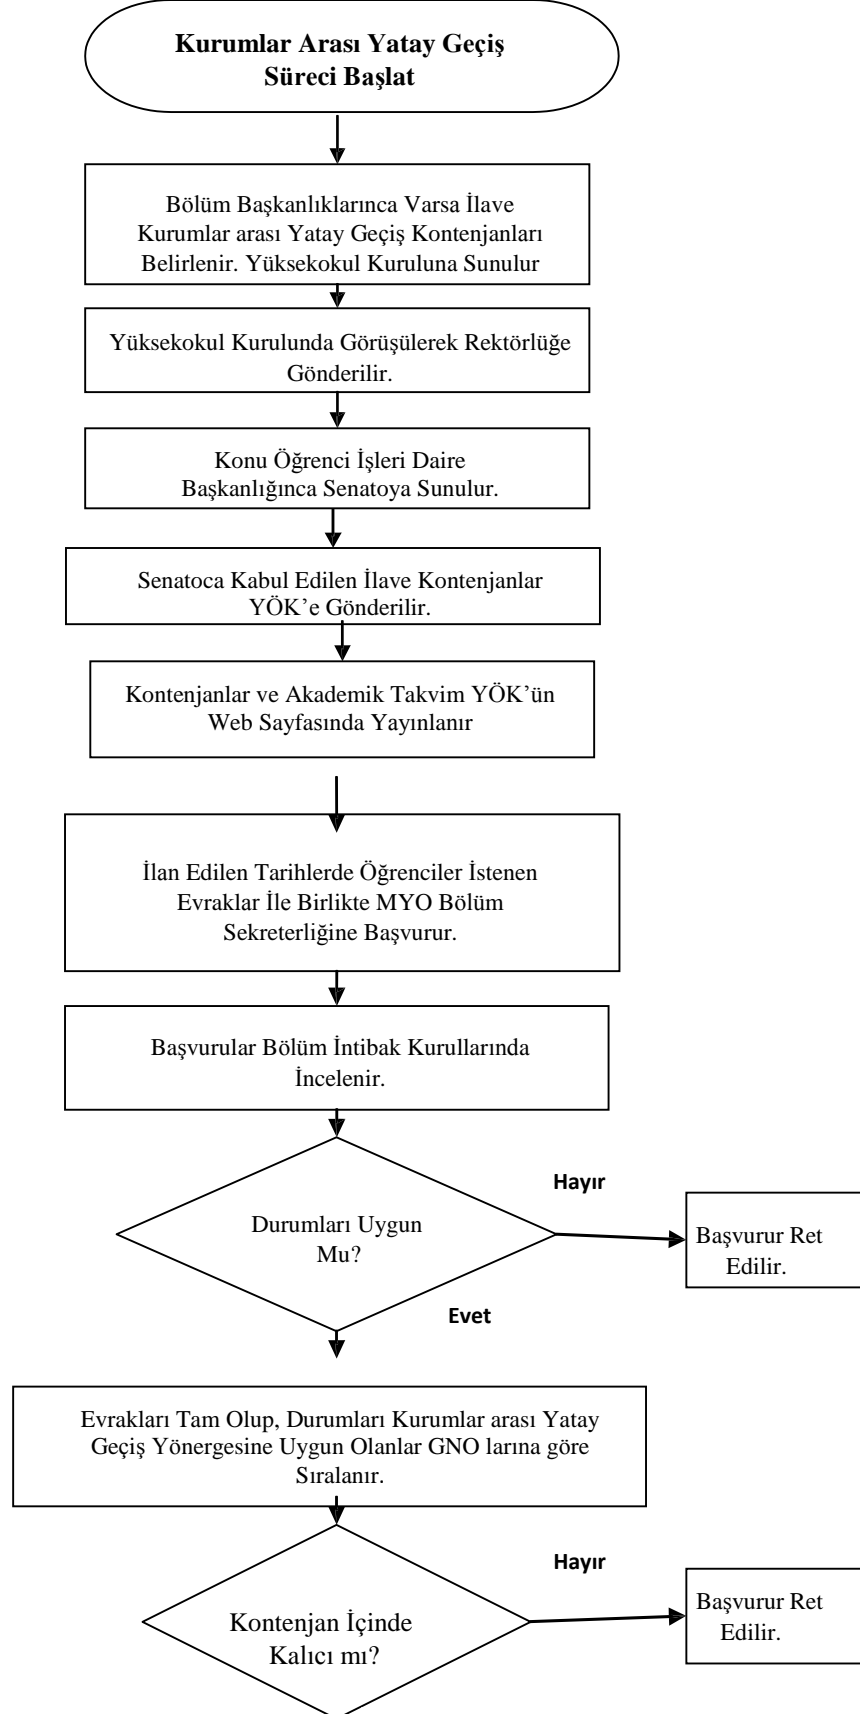 Kurumlar Arası Yatay Geçiş
Süreci Başlat
Bölüm Başkanlıklarınca Varsa İlave
Kurumlar arası Yatay Geçiş Kontenjanları
Belirlenir. Yüksekokul Kuruluna Sunulur
Yüksekokul Kurulunda Görüşülerek Rektörlüğe
Gönderilir.
Konu Öğrenci İşleri Daire
Başkanlığınca Senatoya Sunulur.
Senatoca Kabul Edilen İlave Kontenjanlar
YÖK’e Gönderilir.
Kontenjanlar ve Akademik Takvim YÖK’ün
Web Sayfasında Yayınlanır
İlan Edilen Tarihlerde Öğrenciler İstenen
Evraklar İle Birlikte MYO Bölüm
Sekreterliğine Başvurur.
Başvurular Bölüm İntibak Kurullarında
İncelenir.
Durumları Uygun
Mu?
Hayır
Başvurur Ret
Edilir.
Evet
Evrakları Tam Olup, Durumları Kurumlar arası Yatay
Geçiş Yönergesine Uygun Olanlar GNO larına göre
Sıralanır.
Kontenjan İçinde
Kalıcı mı?
Hayır
Başvurur Ret
Edilir.